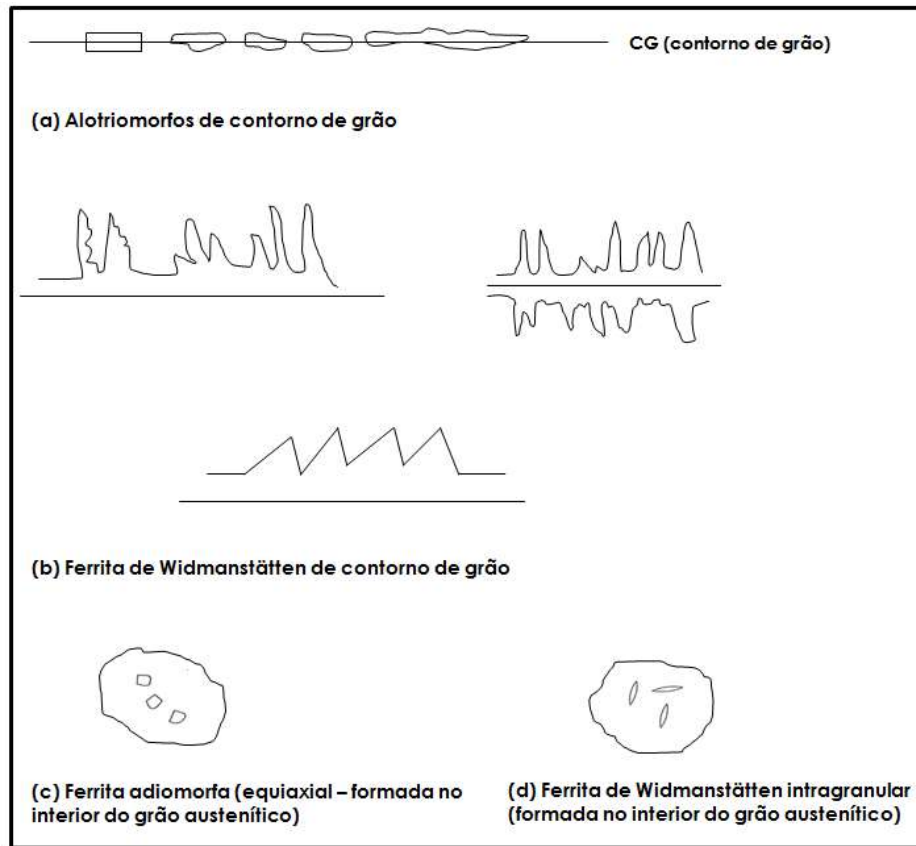 CG (contorno de grão)
(a) Alotriomorfos de contorno de grão
(b) Ferrita de Widmanstätten de contorno de grão
(c) Ferrita adiomorfa (equiaxial – formada no
interior do grão austenítico)
(d) Ferrita de Widmanstätten intragranular
(formada no interior do grão austenítico)